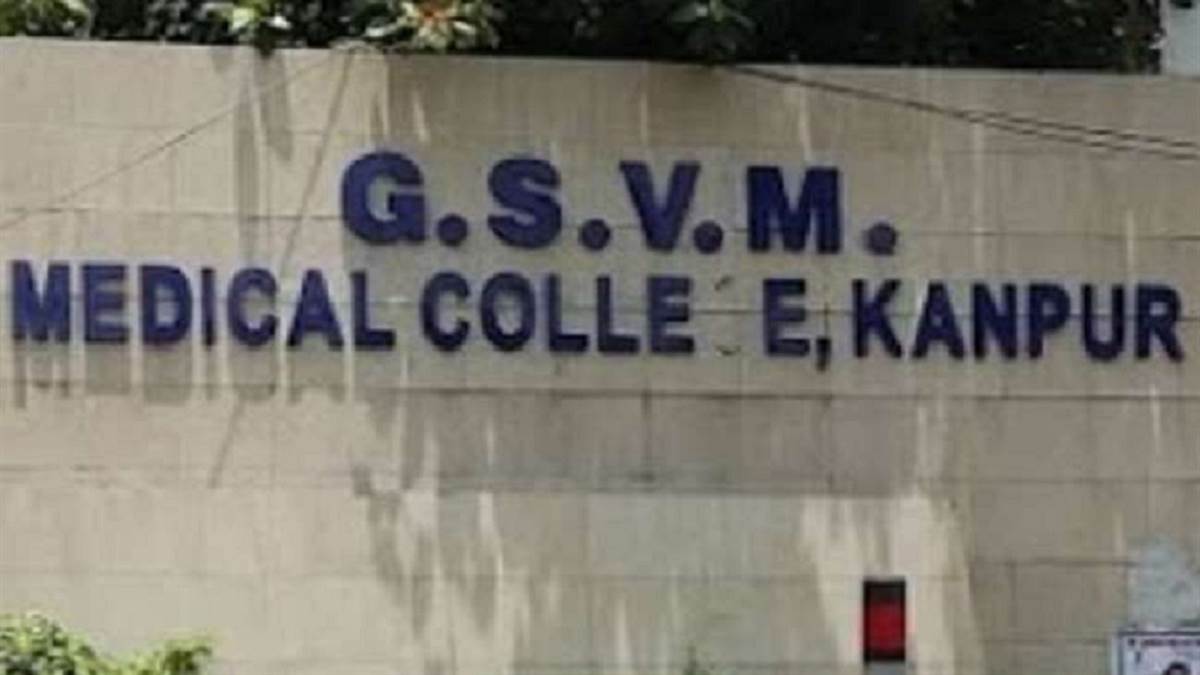 G.S.V.M.
MEDICAL COLLE E, KANPUR